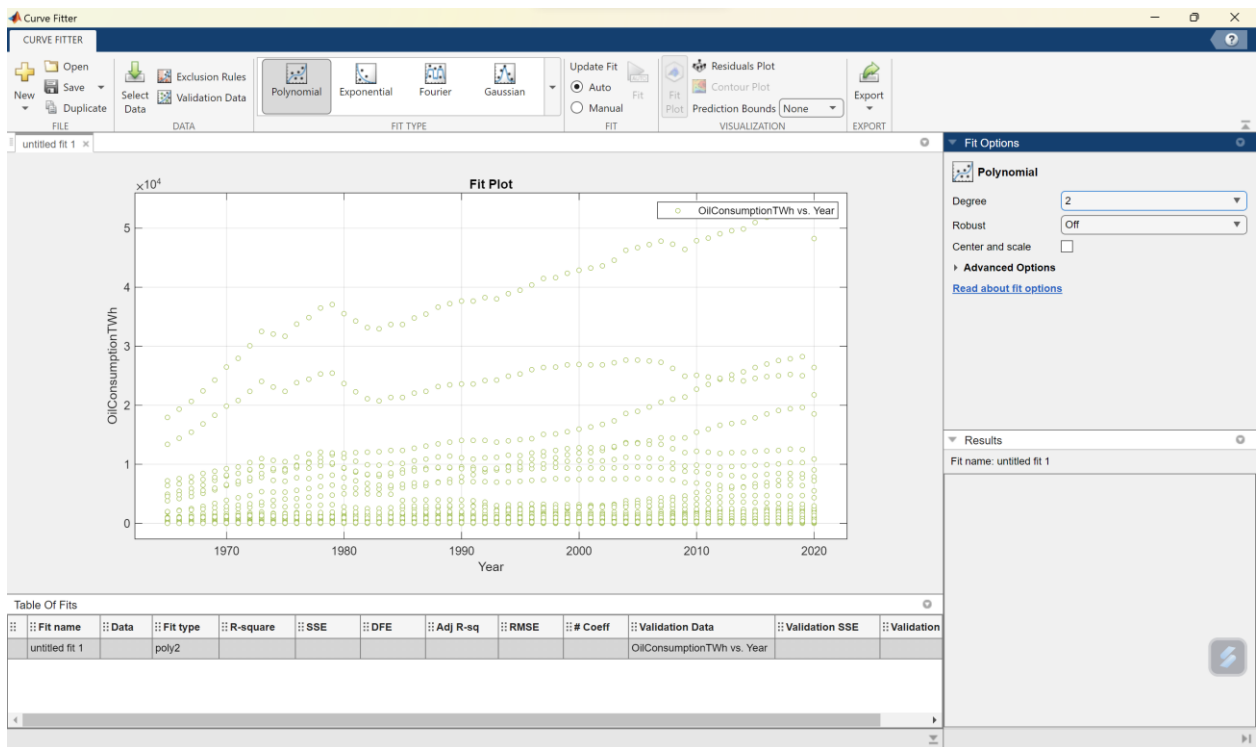 Curve Fitter
CURVE FITTER
?
New
Open
Save
Duplicate
FILE
Select Data
Exclusion Rules
Validation Data
DATA
Polynomial
Exponential
Fourier
Gaussian
FIT TYPE
Update Fit
Auto
Manual
Fit
FIT
Fit Plot
Residuals Plot
Contour Plot
Prediction Bounds None
VISUALIZATION
Export
EXPORT
untitled fit 1 ×
Fit Plot
×10⁴
OilConsumptionTWh vs. Year
5
4
3
2
1
0
OilConsumptionTWh
1970 1980 1990 2000 2010 2020
Year
Fit Options
Polynomial
Degree 2
Robust Off
Center and scale
Advanced Options
Read about fit options
Results
Fit name: untitled fit 1
Table Of Fits
Fit name Data Fit type R-square SSE DFE Adj R-sq RMSE # Coeff Validation Data Validation SSE Validation
untitled fit 1 poly2 OilConsumptionTWh vs. Year